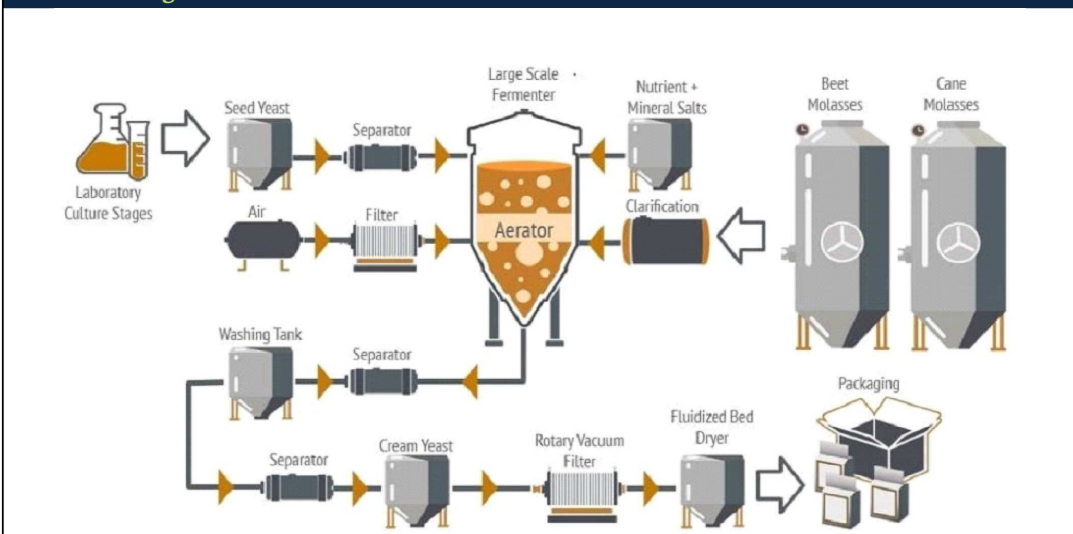 Large Scale
Fermenter
Nutrient +
Mineral Salts
Beet
Molasses
Cane
Molasses
Seed Yeast
Separator
Laboratory
Culture Stages
Air
Filter
Aerator
Clarification
Washing Tank
Separator
Packaging
Fluidized Bed
Dryer
Separator
Cream Yeast
Rotary Vacuum
Filter